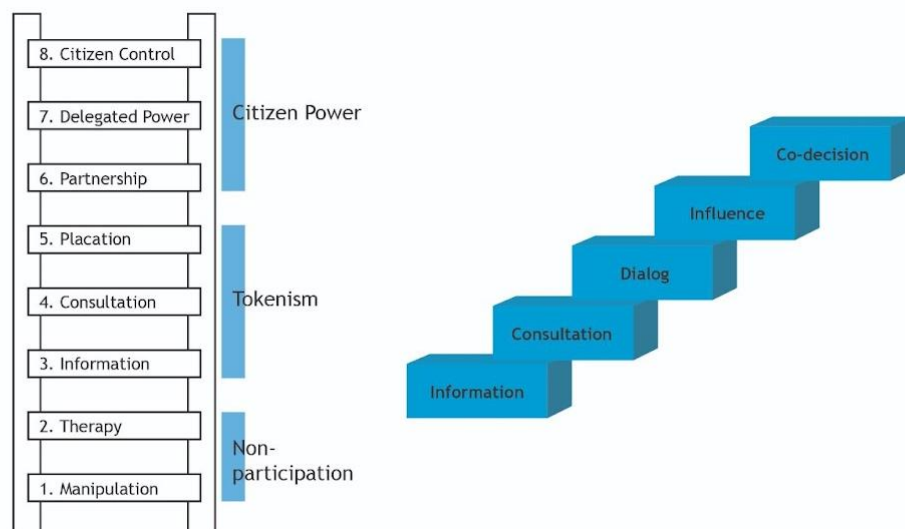 8. Citizen Control
7. Delegated Power
6. Partnership
5. Placation
4. Consultation
3. Information
2. Therapy
1. Manipulation
Citizen Power
Tokenism
Non-
participation
Co-decision
Influence
Dialog
Consultation
Information